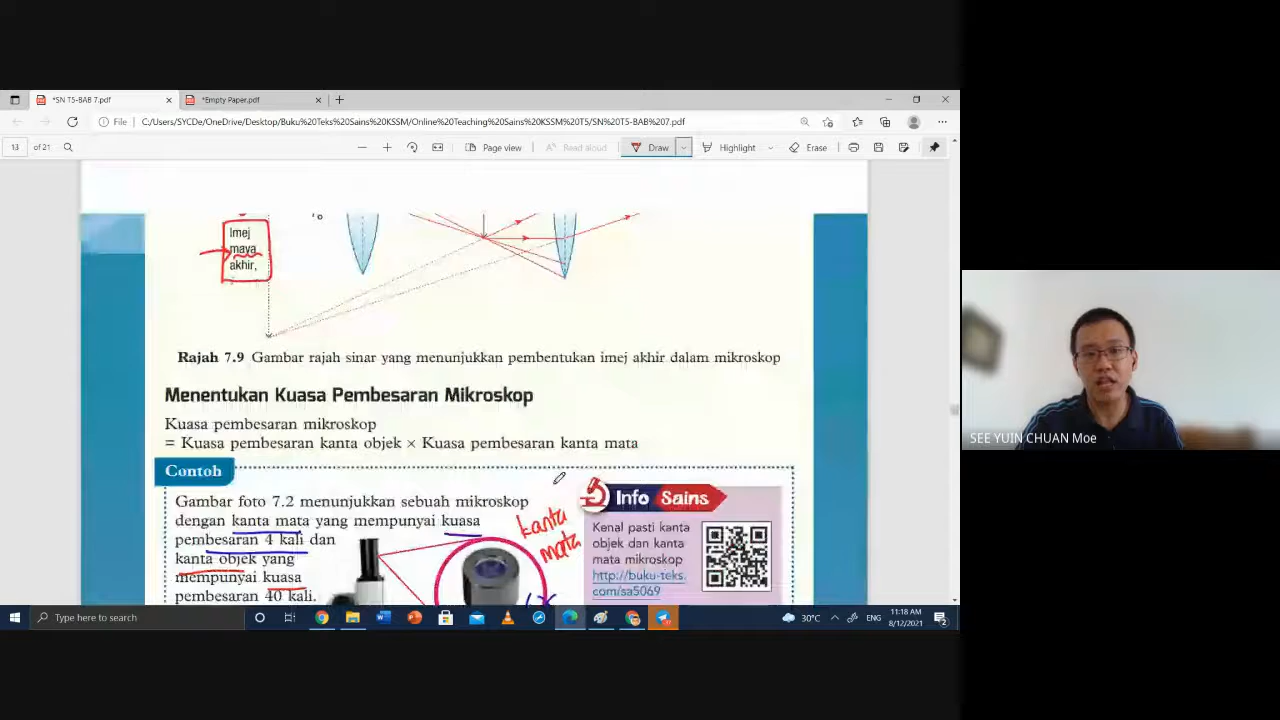 *SN T5-BAB 7.pdf
*Empty Paper.pdf
File
C:/Users/SYCDe/OneDrive/Desktop/Buku%20Teks%20Sains%20KSSM/Online%20Teaching%20Sains%20KSSM%20T5/SN%20T5-BAB%207.pdf
13 of 21
Page view
Read aloud
Draw
Highlight
Erase
Imej
maya
akhir,
Rajah 7.9 Gambar rajah sinar yang menunjukkan pembentukan imej akhir dalam mikroskop
Menentukan Kuasa Pembesaran Mikroskop
Kuasa pembesaran mikroskop
= Kuasa pembesaran kanta objek × Kuasa pembesaran kanta mata
Contoh
Gambar foto 7.2 menunjukkan sebuah mikroskop
dengan kanta mata yang mempunyai kuasa
pembesaran 4 kali dan
kanta objek yang
mempunyai kuasa
pembesaran 40 kali.
kanta
mata
Info Sains
Kenal pasti kanta
objek dan kanta
mata mikroskop
http://buku-teks.
com/sa5069
SEE YUIN CHUAN Moe
Type here to search
30°C
ENG
11:18 AM
8/12/2021
2